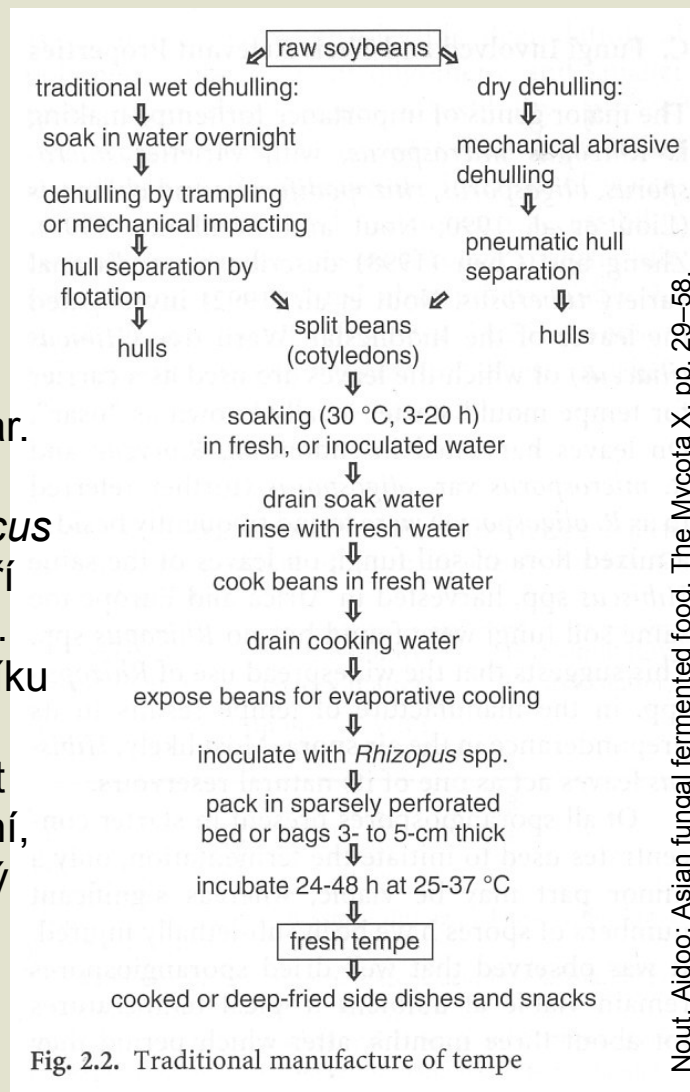 raw soybeans
traditional wet dehulling:
soak in water overnight
dehulling by trampling
or mechanical impacting
hull separation by
flotation
hulls
dry dehulling:
mechanical abrasive
dehulling
pneumatic hull
separation
hulls
split beans
(cotyledons)
soaking (30 °C, 3-20 h)
in fresh, or inoculated water
drain soak water
rinse with fresh water
cook beans in fresh water
drain cooking water
expose beans for evaporative cooling
inoculate with Rhizopus spp.
pack in sparsely perforated
bed or bags 3- to 5-cm thick
incubate 24-48 h at 25-37 °C
fresh tempe
cooked or deep-fried side dishes and snacks
Fig. 2.2. Traditional manufacture of tempe
ar.
cus
ří
.
íku
t
ní,
ý
Nout, Aidoo: Asian fungal fermented food. The Mycota X, pp. 29–58.